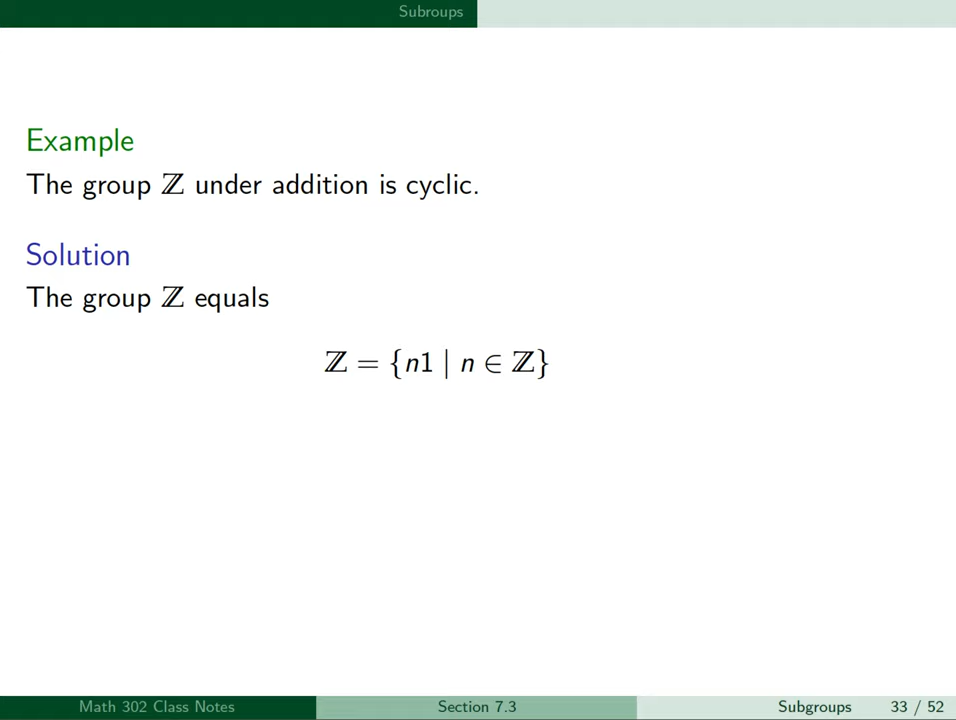 Subroups
Example
The group ℤ under addition is cyclic.
Solution
The group ℤ equals
ℤ = {n1 | n ∈ ℤ}
Math 302 Class Notes Section 7.3 Subgroups 33 / 52